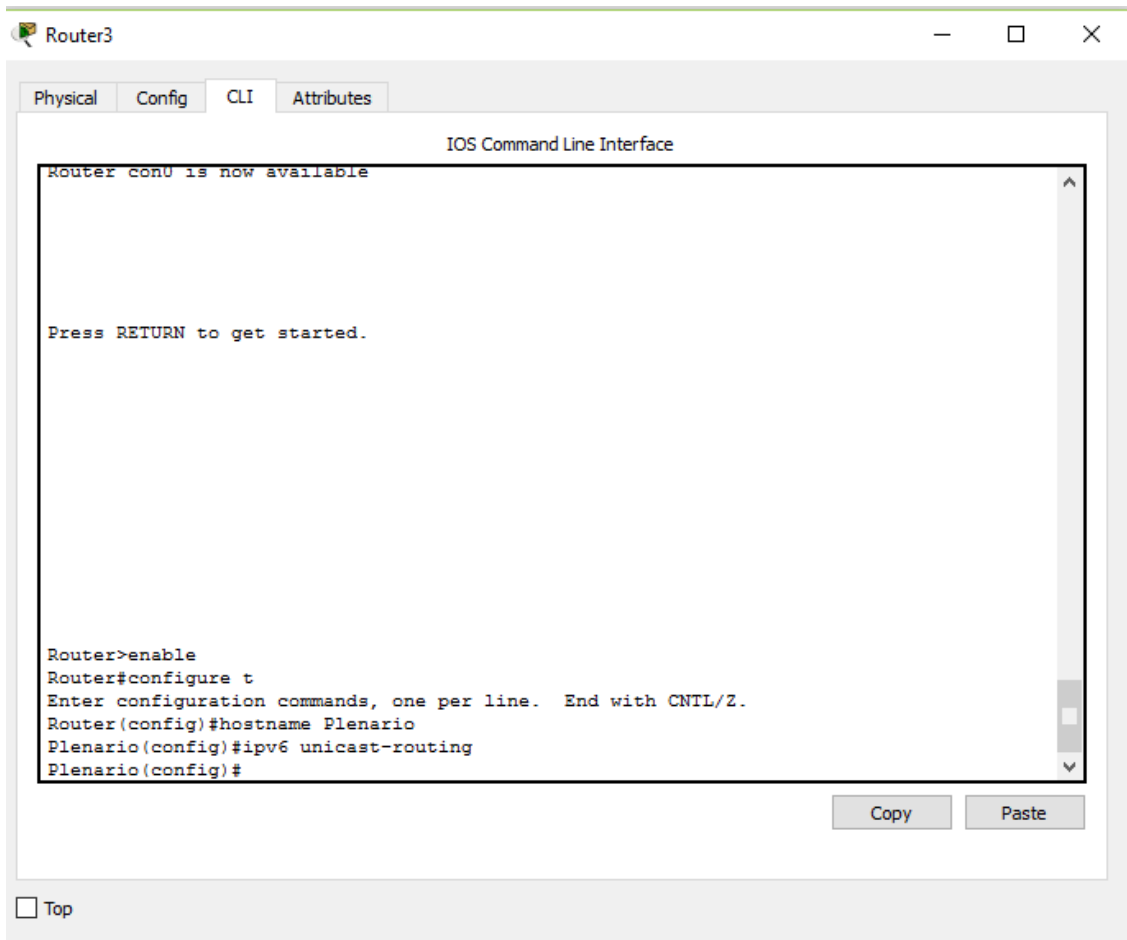 Router3
Physical Config CLI Attributes
IOS Command Line Interface
Router con0 is now available
Press RETURN to get started.
Router>enable
Router#configure t
Enter configuration commands, one per line.  End with CNTL/Z.
Router(config)#hostname Plenario
Plenario(config)#ipv6 unicast-routing
Plenario(config)#
Copy Paste
Top